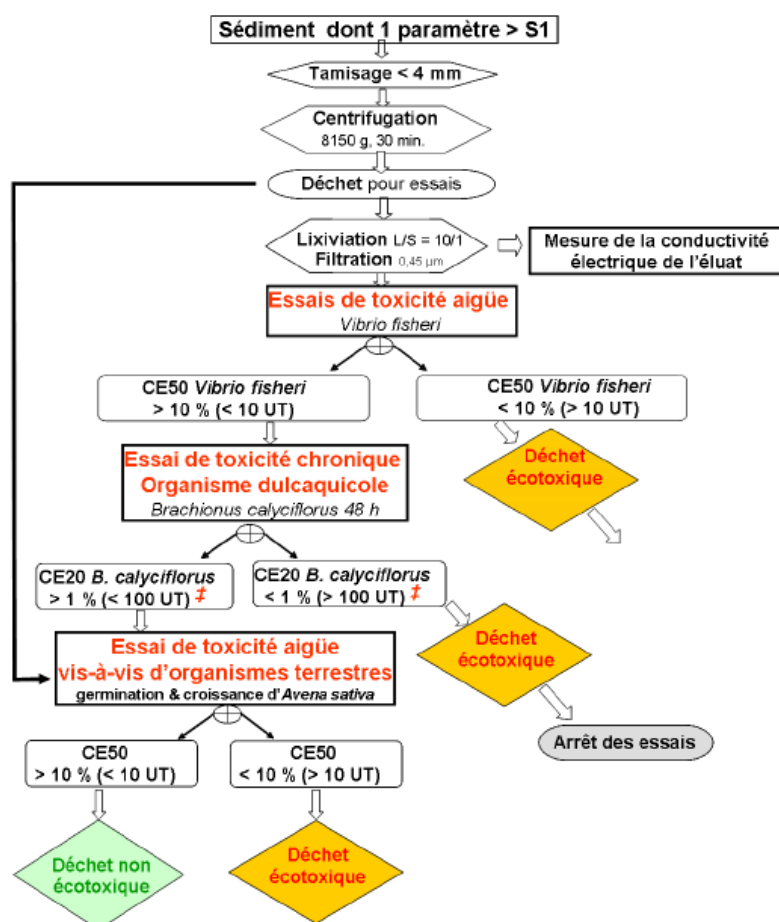 Sédiment dont 1 paramètre > S1
Tamisage < 4 mm
Centrifugation
8150 g, 30 min.
Déchet pour essais
Lixiviation L/S = 10/1
Filtration 0,45 µm
Mesure de la conductivité
électrique de l'éluat
Essais de toxicité aigüe
Vibrio fisheri
CE50 Vibrio fisheri
> 10 % (< 10 UT)
CE50 Vibrio fisheri
< 10 % (> 10 UT)
Déchet
écotoxique
Essai de toxicité chronique
Organisme dulcaquicole
Brachionus calyciflorus 48 h
CE20 B. calyciflorus
> 1 % (< 100 UT) ‡
CE20 B. calyciflorus
< 1 % (> 100 UT) ‡
Déchet
écotoxique
Essai de toxicité aigüe
vis-à-vis d'organismes terrestres
germination & croissance d'Avena sativa
Arrêt des essais
CE50
> 10 % (< 10 UT)
CE50
< 10 % (> 10 UT)
Déchet non
écotoxique
Déchet
écotoxique